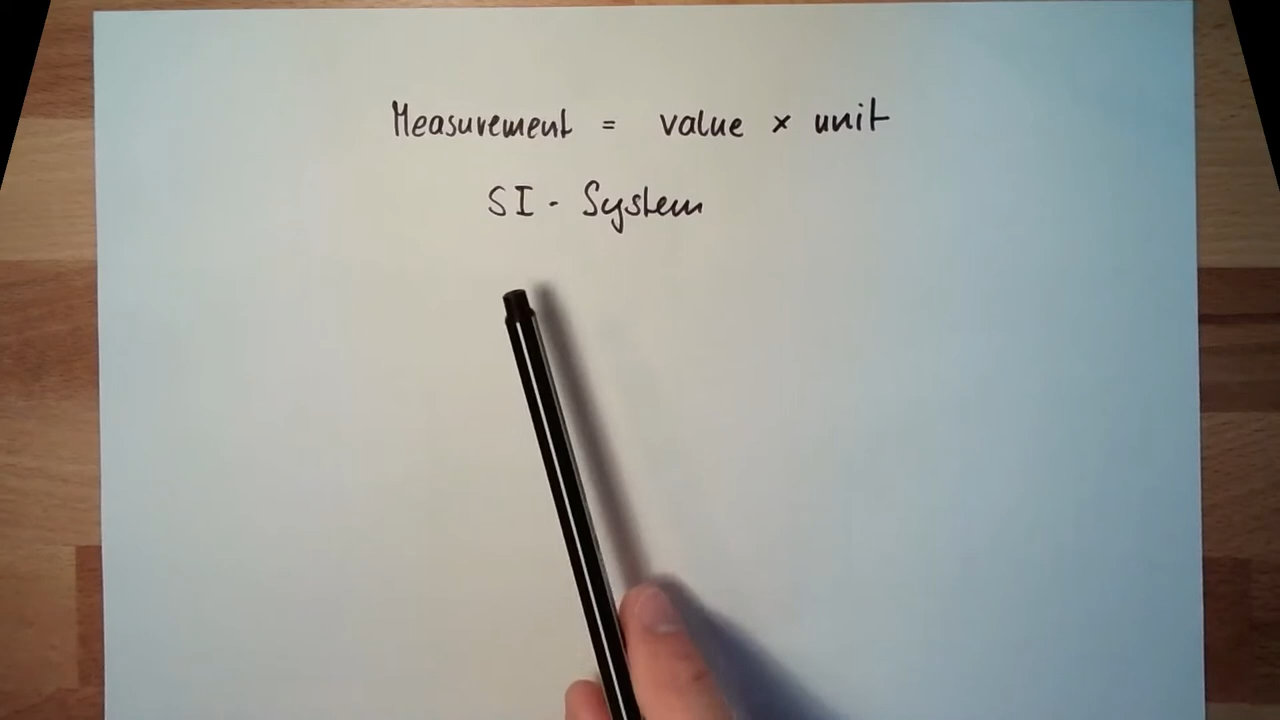 Measurement = value × unit
SI - System